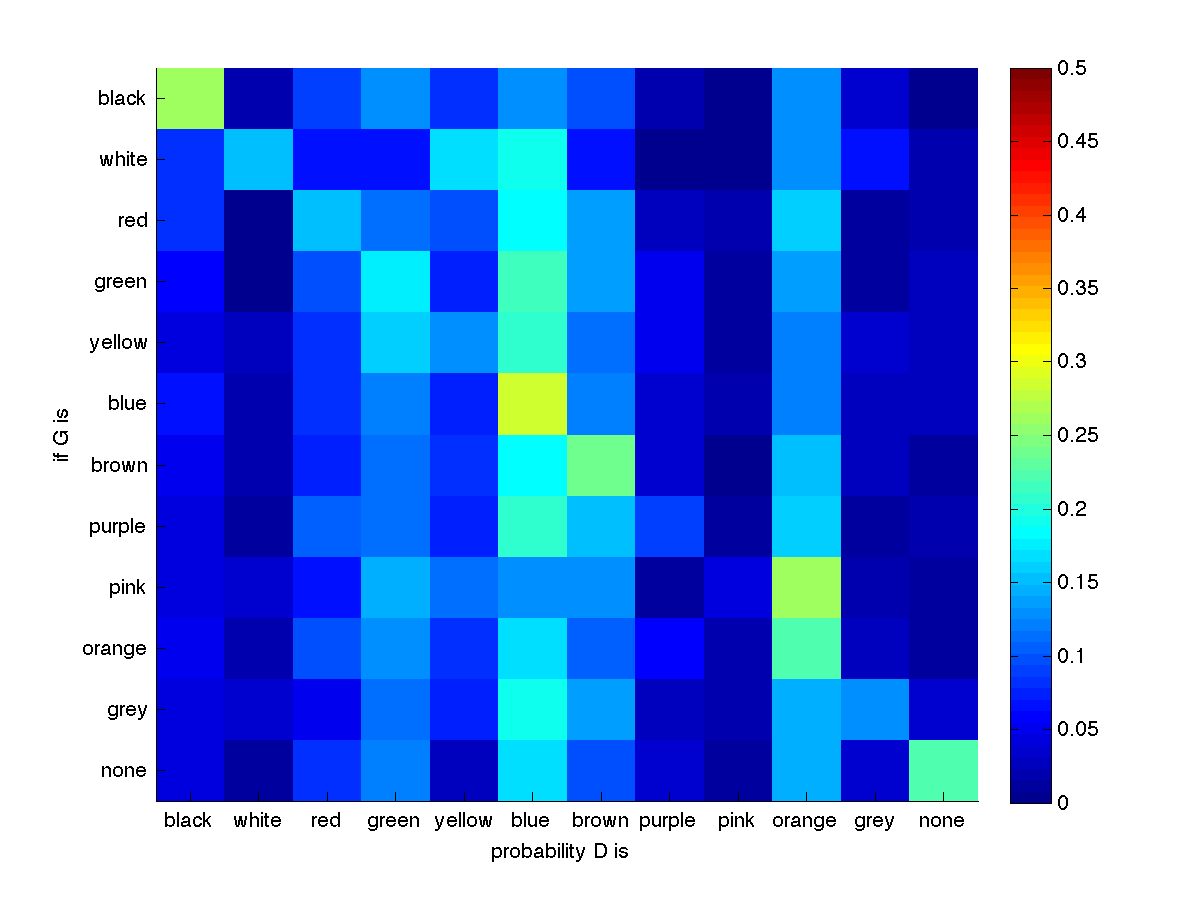 black
white
red
green
yellow
blue
brown
purple
pink
orange
grey
none
if G is
black white red green yellow blue brown purple pink orange grey none
probability D is
0.5
0.45
0.4
0.35
0.3
0.25
0.2
0.15
0.1
0.05
0